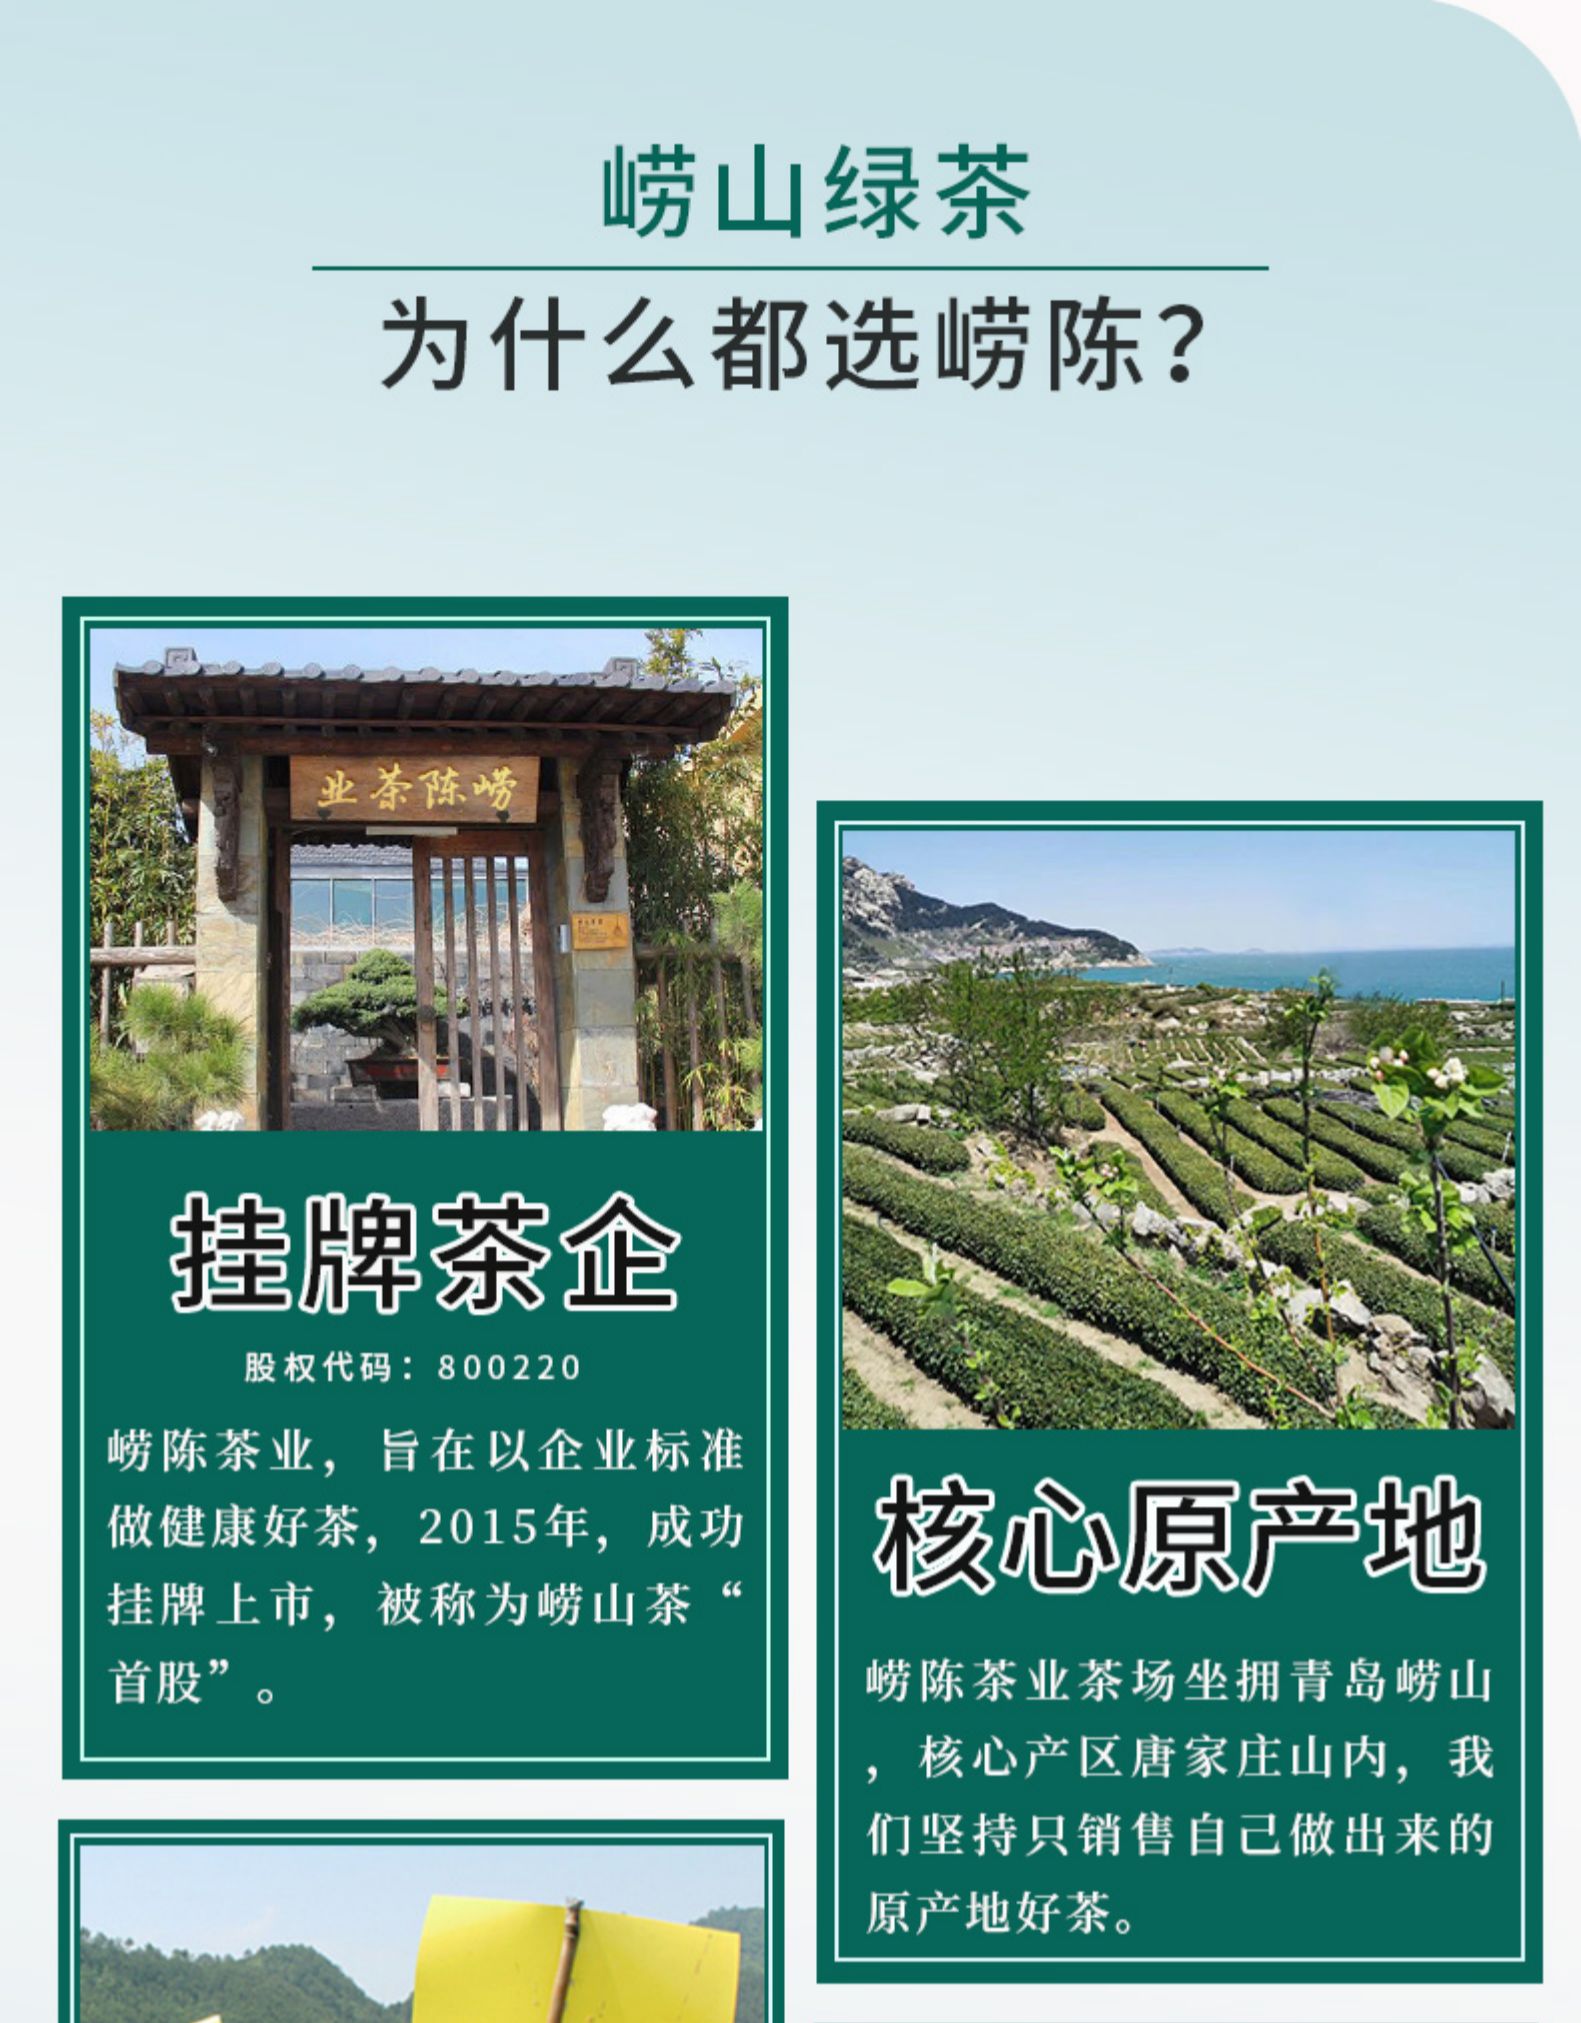 崂山绿茶
为什么都选崂陈？
业茶陈崂
挂牌茶企
股权代码：800220
崂陈茶业，旨在以企业标准
做健康好茶，2015年，成功
挂牌上市，被称为崂山茶“
首股”。
核心原产地
崂陈茶业茶场坐拥青岛崂山
，核心产区唐家庄山内，我
们坚持只销售自己做出来的
原产地好茶。